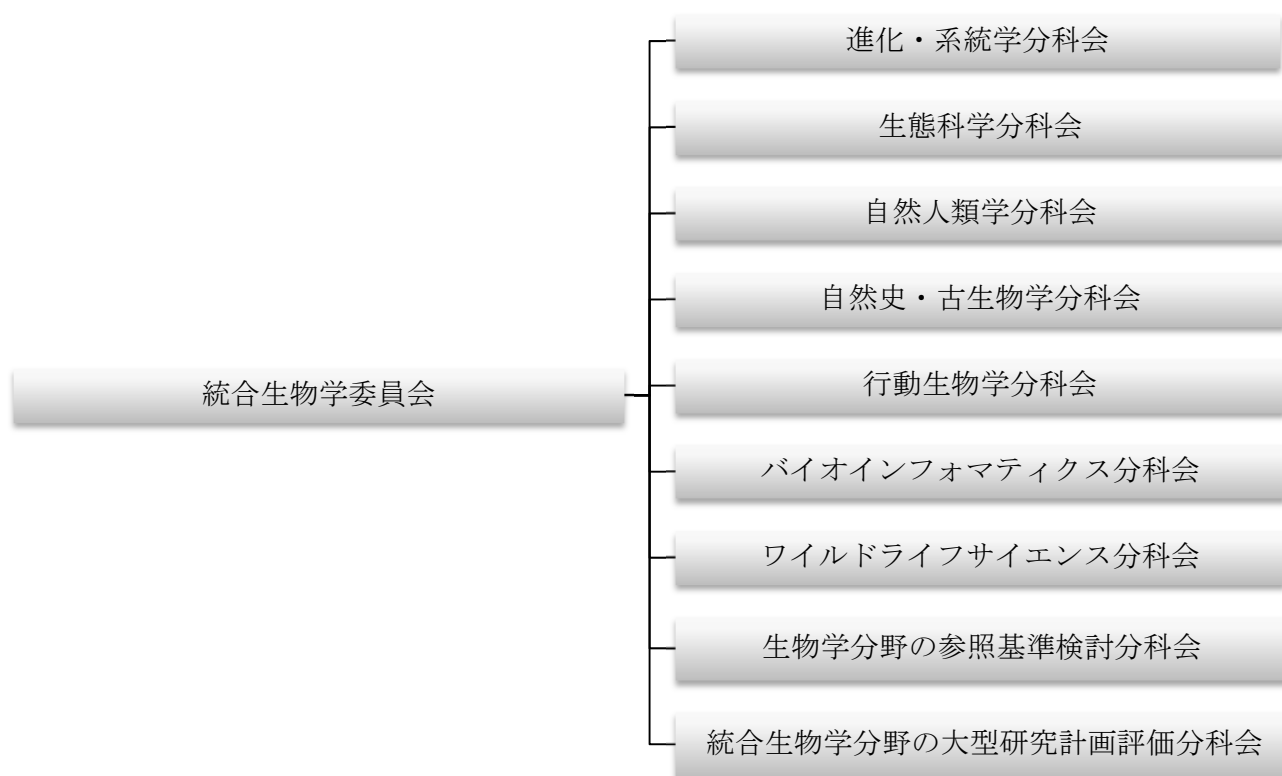 進化・系統学分科会
生態科学分科会
自然人類学分科会
自然史・古生物学分科会
統合生物学委員会
行動生物学分科会
バイオインフォマティクス分科会
ワイルドライフサイエンス分科会
生物学分野の参照基準検討分科会
統合生物学分野の大型研究計画評価分科会